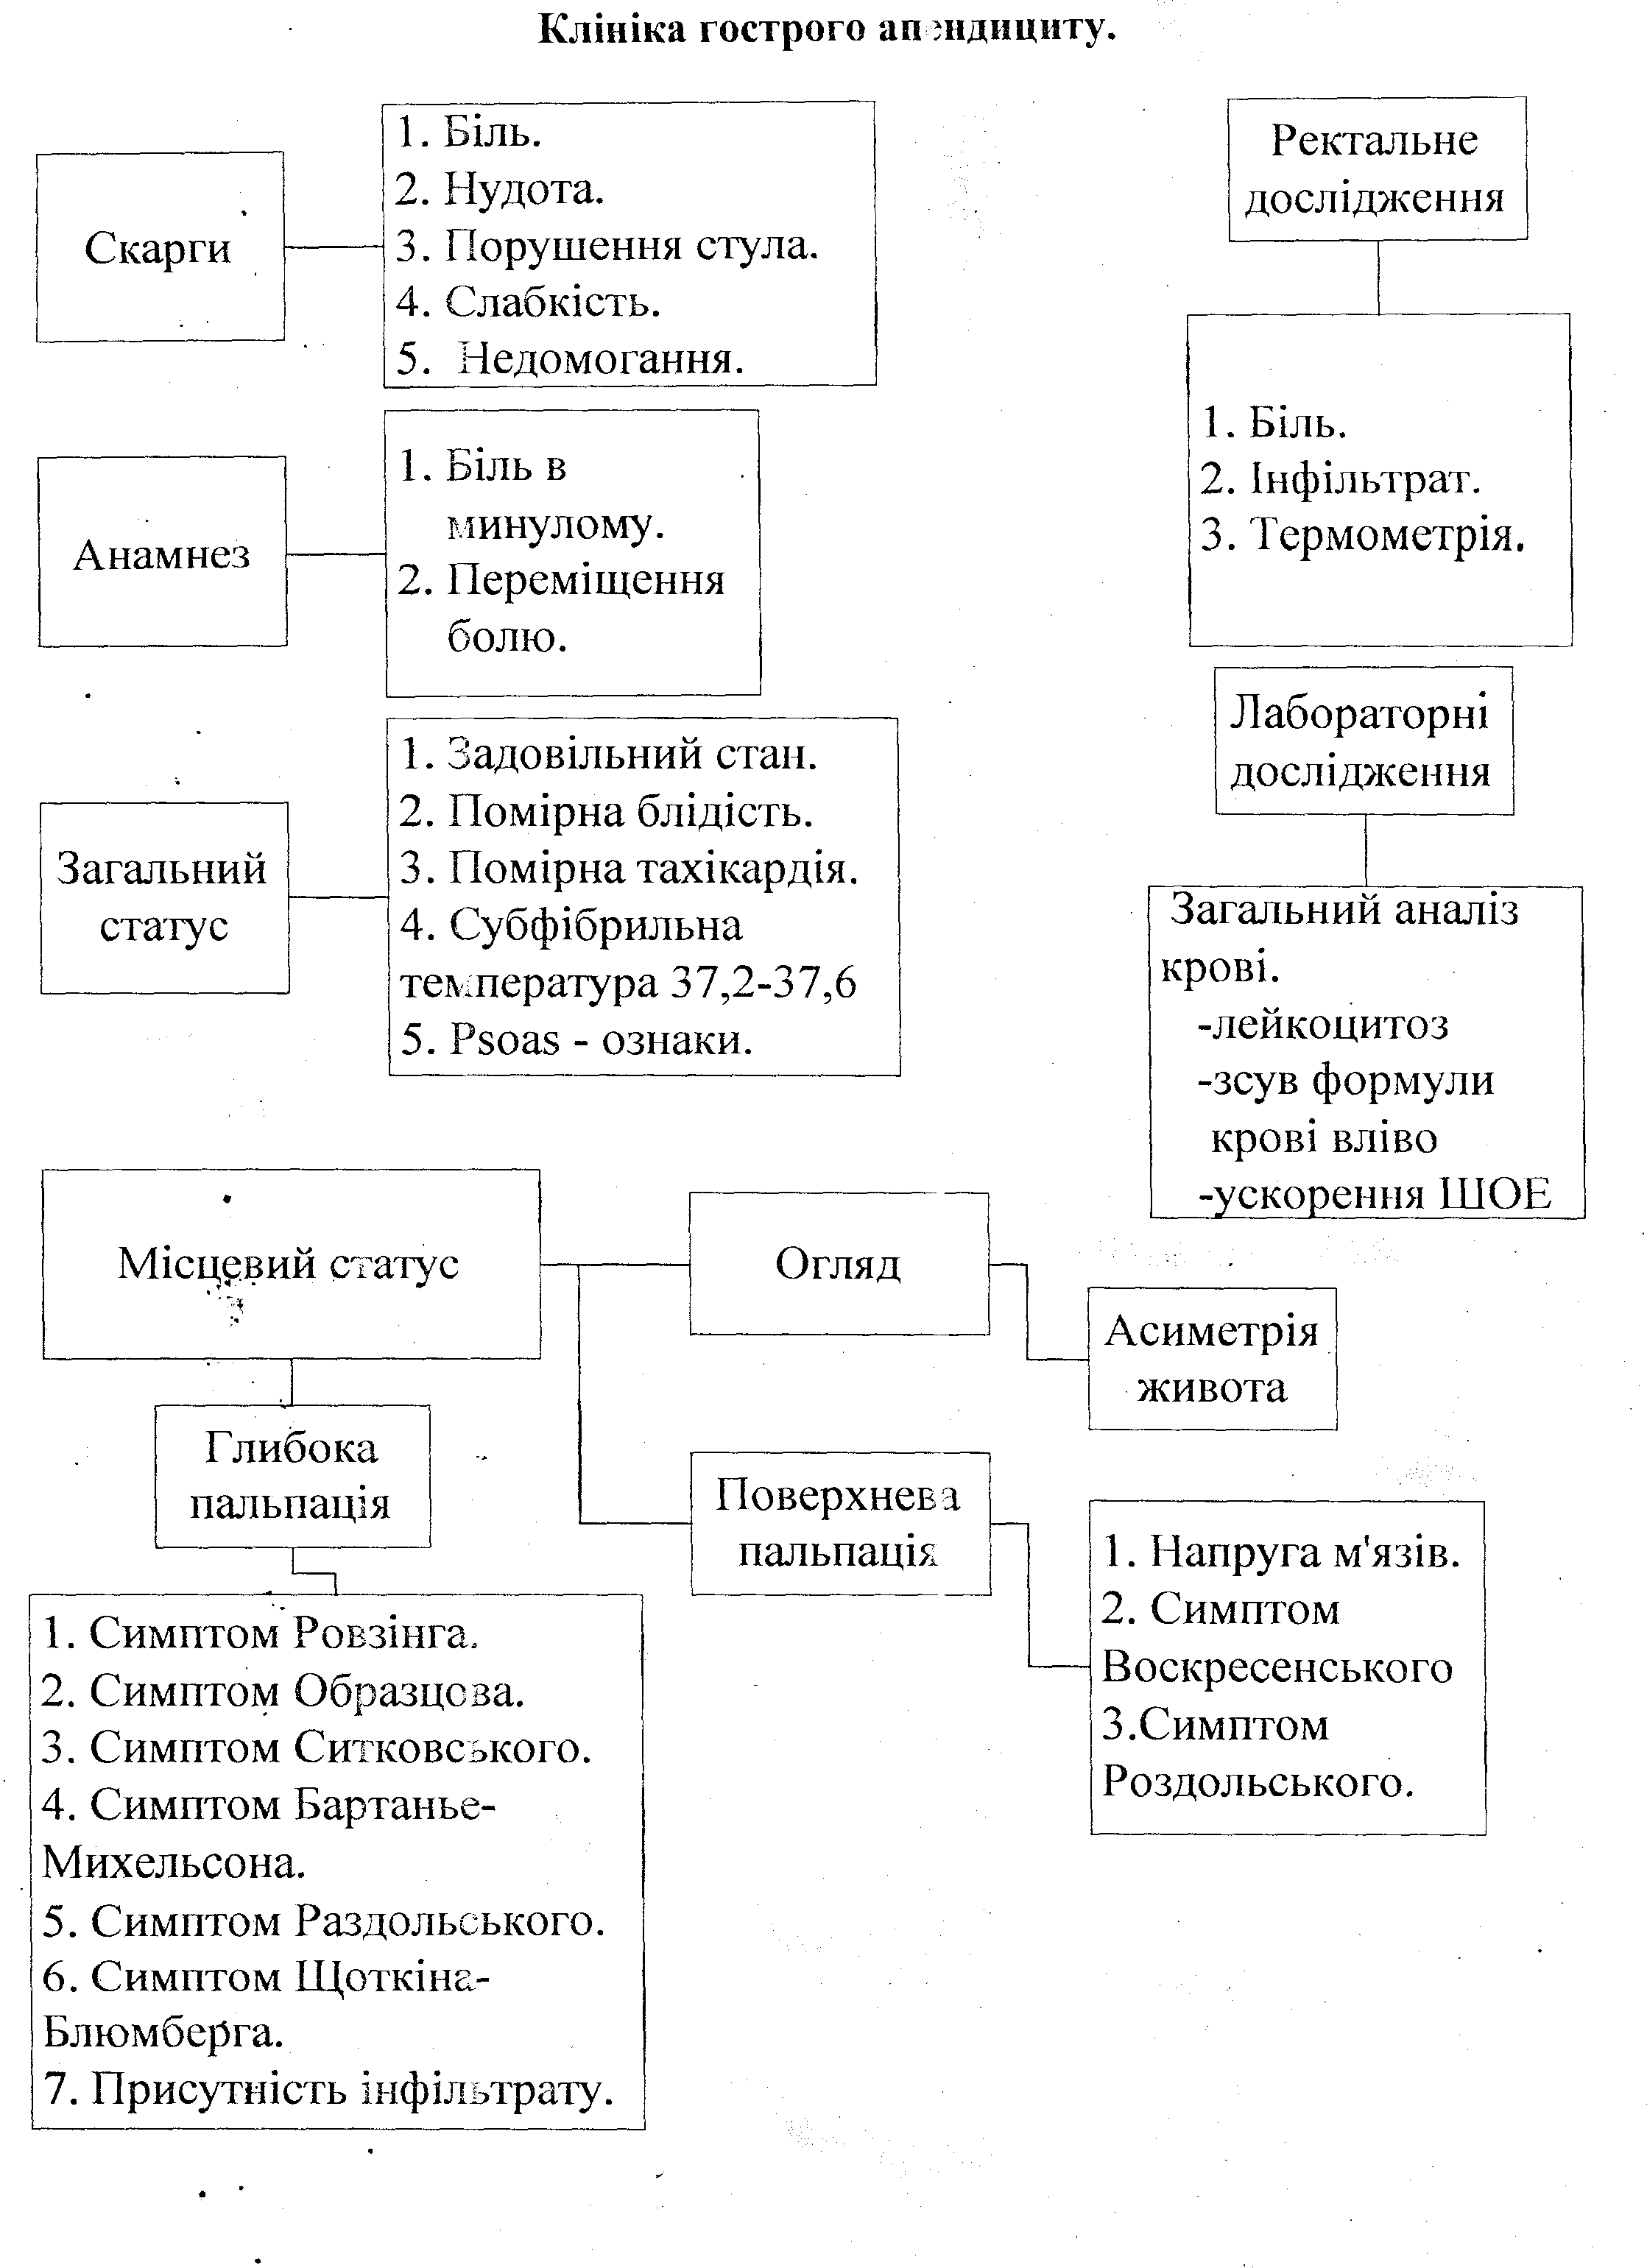 Клініка гострого апендициту.
Скарги
1. Біль.
2. Нудота.
3. Порушення стула.
4. Слабкість.
5. Недомогання.
Анамнез
1. Біль в
минулому.
2. Переміщення
болю.
Загальний
статус
1. Задовільний стан.
2. Помірна блідість.
3. Помірна тахікардія.
4. Субфібрильна
температура 37,2-37,6
5. Psoas - ознаки.
Ректальне
дослідження
1. Біль.
2. Інфільтрат.
3. Термометрія.
Лабораторні
дослідження
Загальний аналіз
крові.
-лейкоцитоз
-зсув формули
крові вліво
-ускорення ШОЕ
Місцевий статус
Огляд
Асиметрія
живота
Глибока
пальпація
Поверхнева
пальпація
1. Напруга м'язів.
2. Симптом
Воскресенського
3.Симптом
Роздольського.
1. Симптом Ровзінга.
2. Симптом Образцова.
3. Симптом Ситковського.
4. Симптом Бартанье-
Михельсона.
5. Симптом Раздольського.
6. Симптом Щоткіна-
Блюмберга.
7. Присутність інфільтрату.